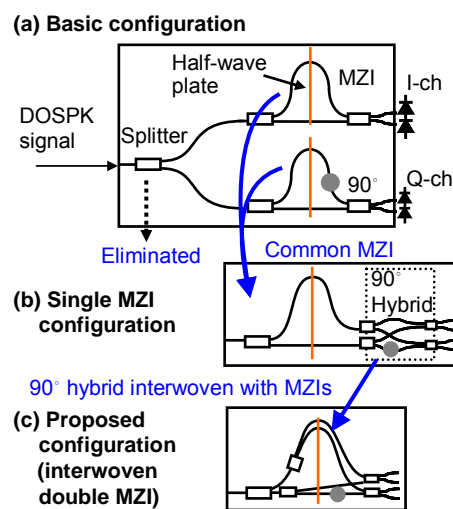 (a) Basic configuration
Half-wave
plate
MZI
I-ch
DOSPK
signal
Splitter
90°
Q-ch
Eliminated
Common MZI
(b) Single MZI
configuration
90°
Hybrid
90° hybrid interwoven with MZIs
(c) Proposed
configuration
(interwoven
double MZI)